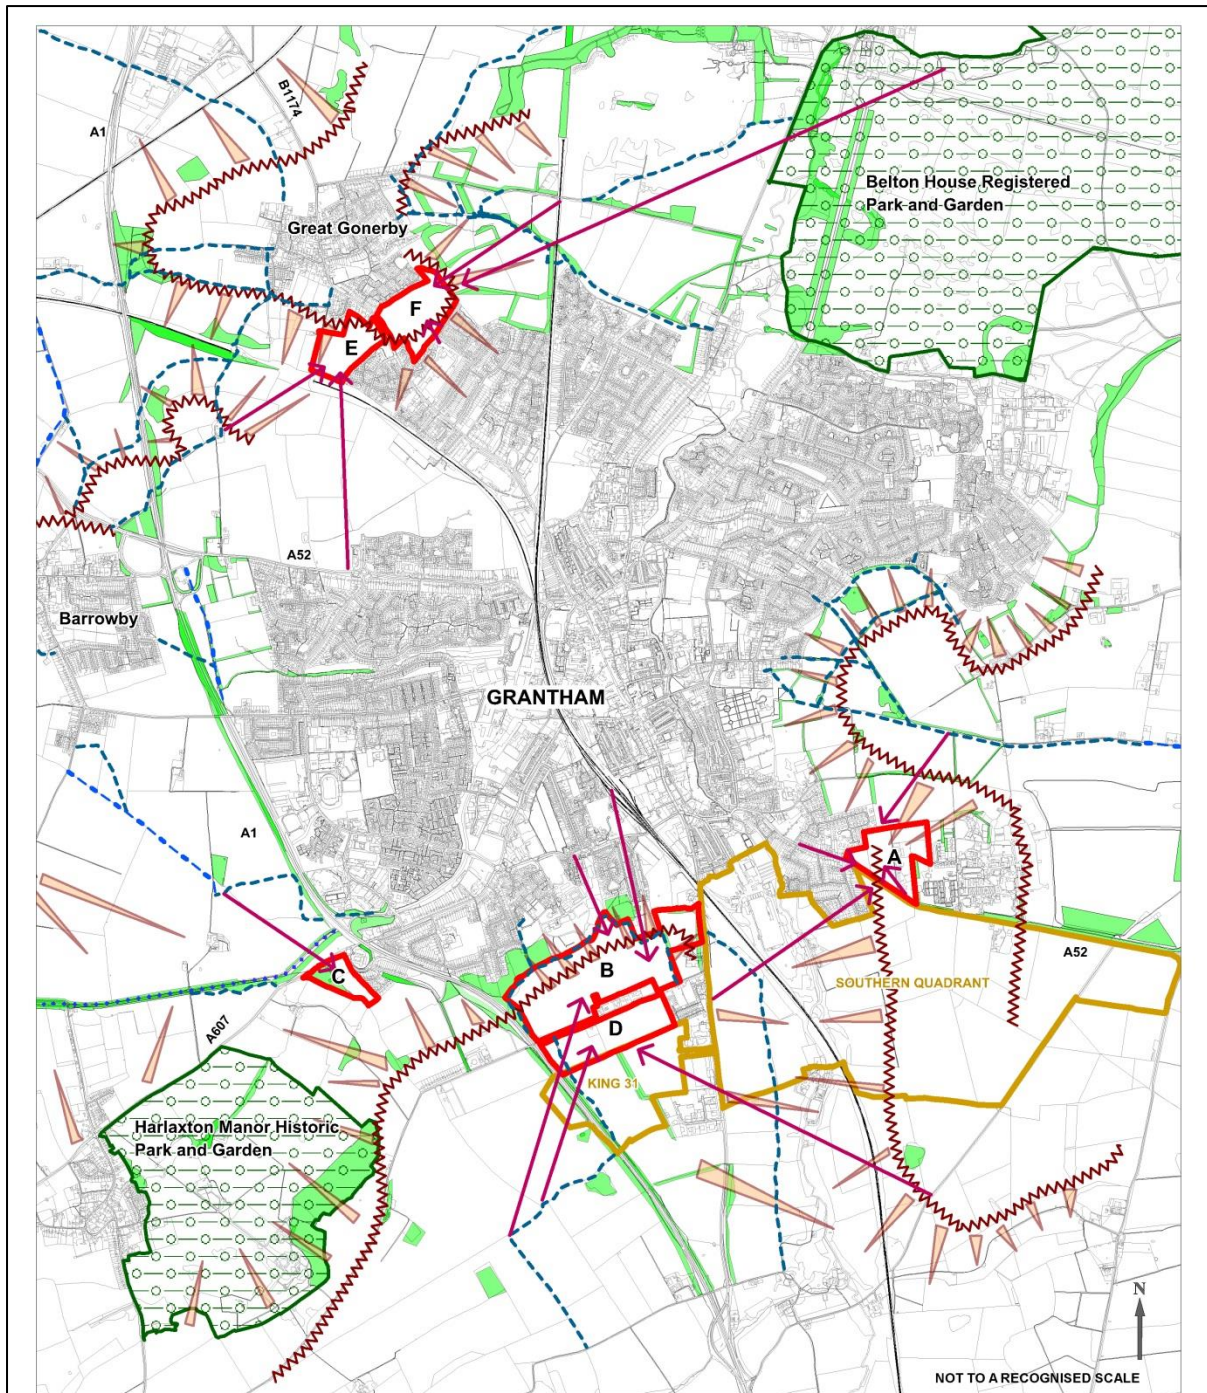 B1174
A1
Belton House Registered
Park and Garden
Great Gonerby
F
E
A52
Barrowby
GRANTHAM
A1
A
A52
B
C
SOUTHERN QUADRANT
D
A607
KING 31
Harlaxton Manor Historic
Park and Garden
N
NOT TO A RECOGNISED SCALE